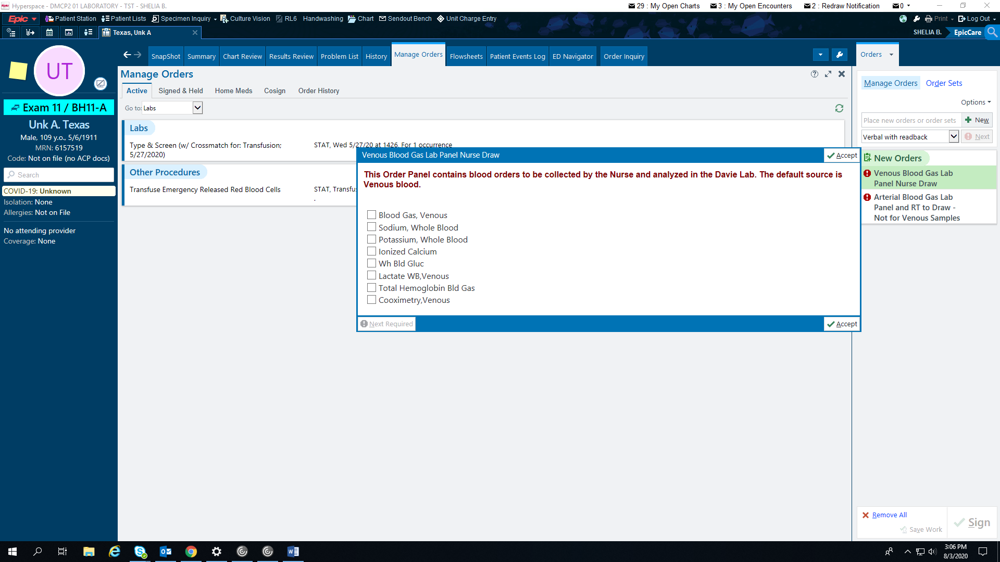 Hyperspace - DMCP2 01 LABORATORY - TST - SHELIA B.
29 : My Open Charts
3 : My Open Encounters
2 : Redraw Notification
0
Epic
Patient Station
Patient Lists
Specimen Inquiry
Culture Vision
RL6
Handwashing
Chart
Sendout Bench
Unit Charge Entry
Print
Log Out
Texas, Unk A
SHELIA B.
EpicCare
UT
Exam 11 / BH11-A
Unk A. Texas
Male, 109 y.o., 5/6/1911
MRN: 6157519
Code: Not on file (no ACP docs)
Search
COVID-19: Unknown
Isolation: None
Allergies: Not on File
No attending provider
Coverage: None
SnapShot
Summary
Chart Review
Results Review
Problem List
History
Manage Orders
Flowsheets
Patient Events Log
ED Navigator
Order Inquiry
Manage Orders
Active
Signed & Held
Home Meds
Cosign
Order History
Go to: Labs
Labs
Type & Screen (w/ Crossmatch for: Transfusion;
5/27/2020)
STAT, Wed 5/27/20 at 1426, For 1 occurrence
Other Procedures
Transfuse Emergency Released Red Blood Cells
STAT, Transfu
Venous Blood Gas Lab Panel Nurse Draw
Accept
This Order Panel contains blood orders to be collected by the Nurse and analyzed in the Davie Lab. The default source is
Venous blood.
Blood Gas, Venous
Sodium, Whole Blood
Potassium, Whole Blood
Ionized Calcium
Wh Bld Gluc
Lactate WB,Venous
Total Hemoglobin Bld Gas
Cooximetry,Venous
Next Required
Accept
Orders
Manage Orders
Order Sets
Options
Place new orders or order sets
New
Verbal with readback
Next
New Orders
Venous Blood Gas Lab
Panel Nurse Draw
Arterial Blood Gas Lab
Panel and RT to Draw -
Not for Venous Samples
Remove All
Save Work
Sign
3:06 PM
8/3/2020